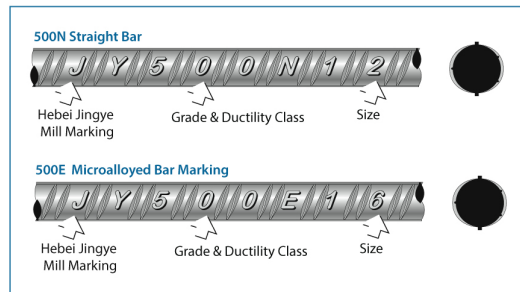 500N Straight Bar
JY500N12
Hebei Jingye
Mill Marking
Grade & Ductility Class
Size
500E Microalloyed Bar Marking
JY500E16
Hebei Jingye
Mill Marking
Grade & Ductility Class
Size